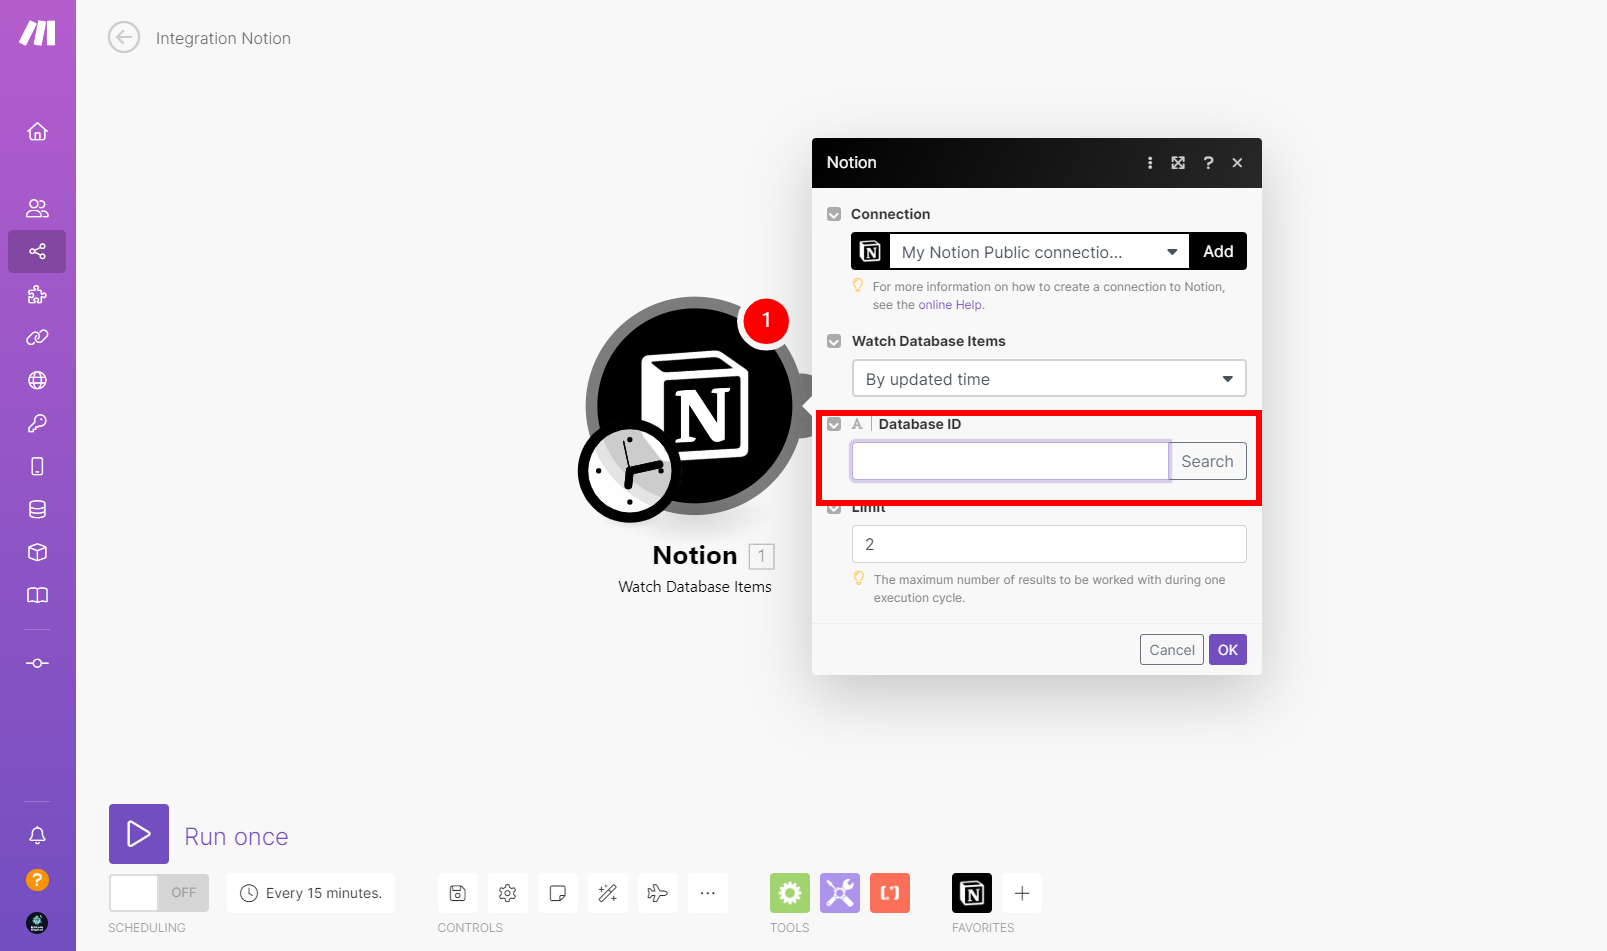 Integration Notion
Notion
?
Connection
My Notion Public connectio...
Add
For more information on how to create a connection to Notion,
see the online Help.
Watch Database Items
By updated time
A
Database ID
Search
Limit
2
The maximum number of results to be worked with during one
execution cycle.
Cancel
OK
1
N
Notion
1
Watch Database Items
Run once
OFF
Every 15 minutes.
SCHEDULING
CONTROLS
TOOLS
FAVORITES
?